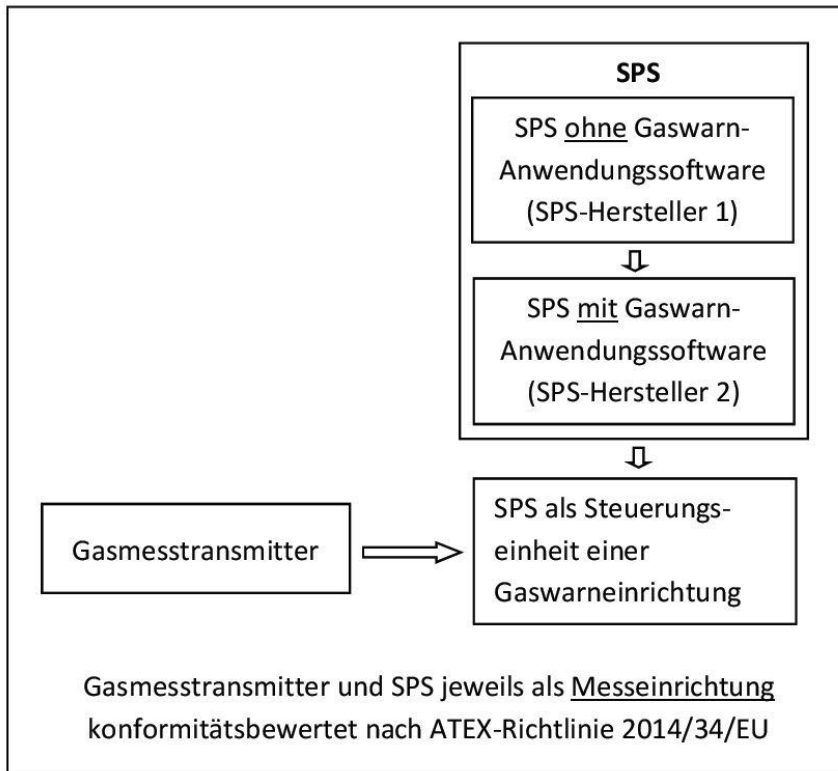 SPS
SPS ohne Gaswarn-
Anwendungssoftware
(SPS-Hersteller 1)
SPS mit Gaswarn-
Anwendungssoftware
(SPS-Hersteller 2)
Gasmesstransmitter
SPS als Steuerungs-
einheit einer
Gaswarneinrichtung
Gasmesstransmitter und SPS jeweils als Messeinrichtung
konformitätsbewertet nach ATEX-Richtlinie 2014/34/EU